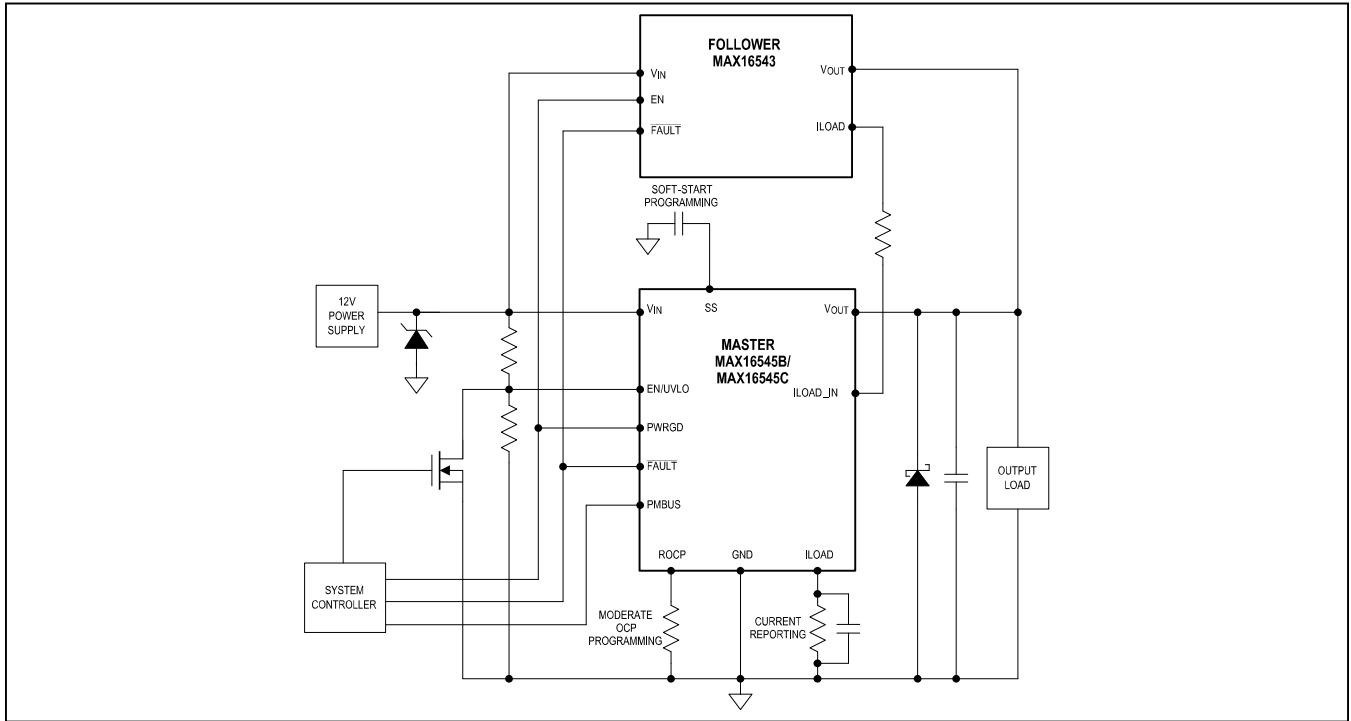 FOLLOWER
MAX16543
VIN
EN
FAULT
VOUT
ILOAD
SOFT-START
PROGRAMMING
12V
POWER
SUPPLY
VIN
SS
VOUT
MASTER
MAX16545B/
MAX16545C
EN/UVLO
ILOAD_IN
PWRGD
FAULT
PMBUS
OUTPUT
LOAD
ROCP
GND
ILOAD
SYSTEM
CONTROLLER
MODERATE
OCP
PROGRAMMING
CURRENT
REPORTING